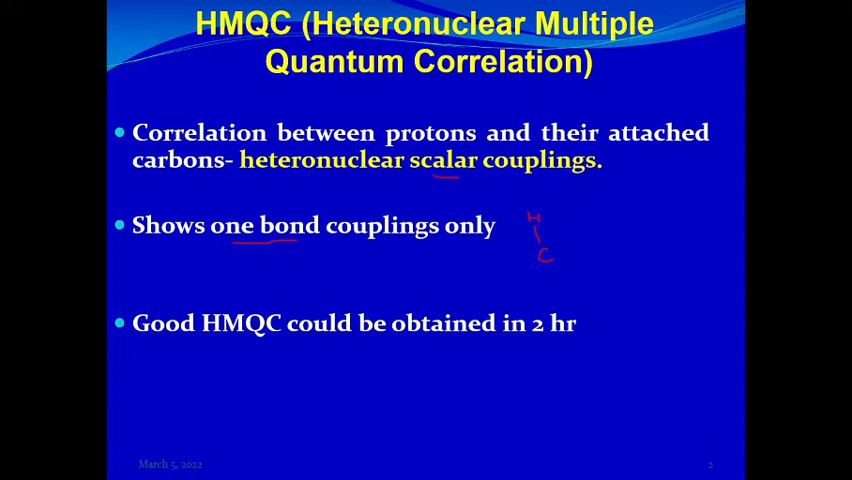 HMQC (Heteronuclear Multiple
Quantum Correlation)
• Correlation between protons and their attached
carbons- heteronuclear scalar couplings.
• Shows one bond couplings only
H
C
• Good HMQC could be obtained in 2 hr
March 5, 2022
2